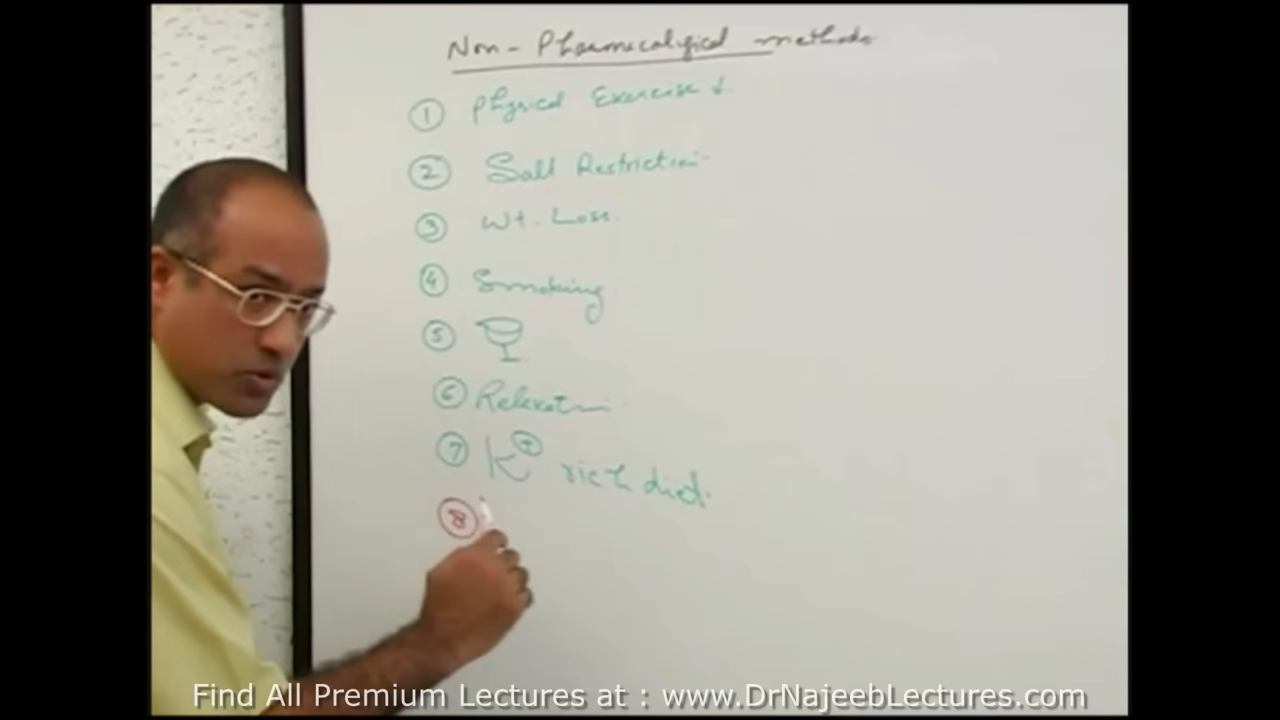 Non-Pharmacological methods
① Physical Exercise ↓
② Salt Restriction
③ Wt. Loss.
④ Smoking
⑤
⑥ Relaxation
⑦ K⊕ rich diet.
⑧
Find All Premium Lectures at : www.DrNajeebLectures.com